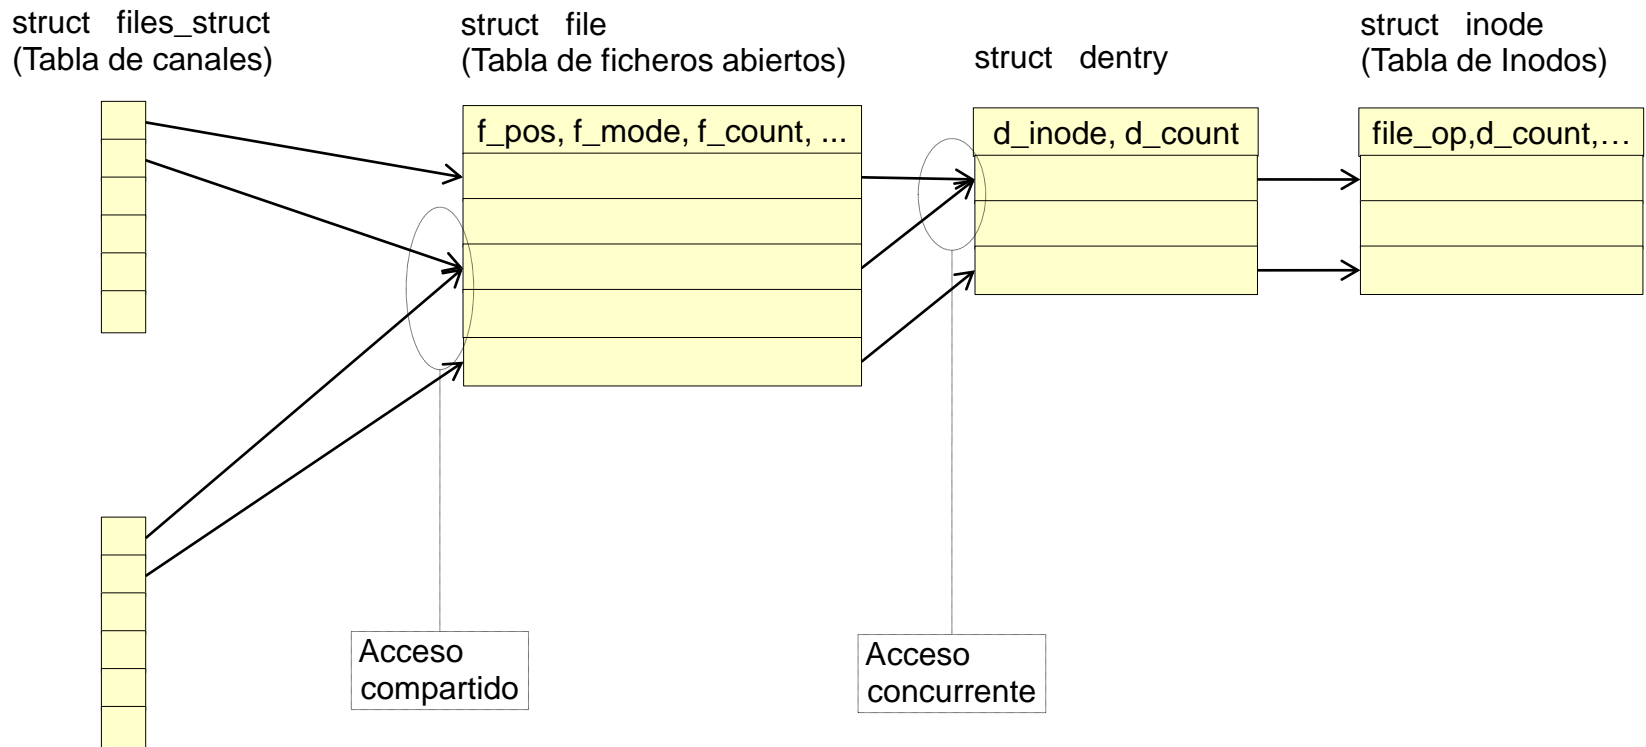 struct files_struct
(Tabla de canales)
struct file
(Tabla de ficheros abiertos)
struct dentry
struct inode
(Tabla de Inodos)
f_pos, f_mode, f_count, ...
d_inode, d_count
file_op,d_count,…
Acceso
compartido
Acceso
concurrente